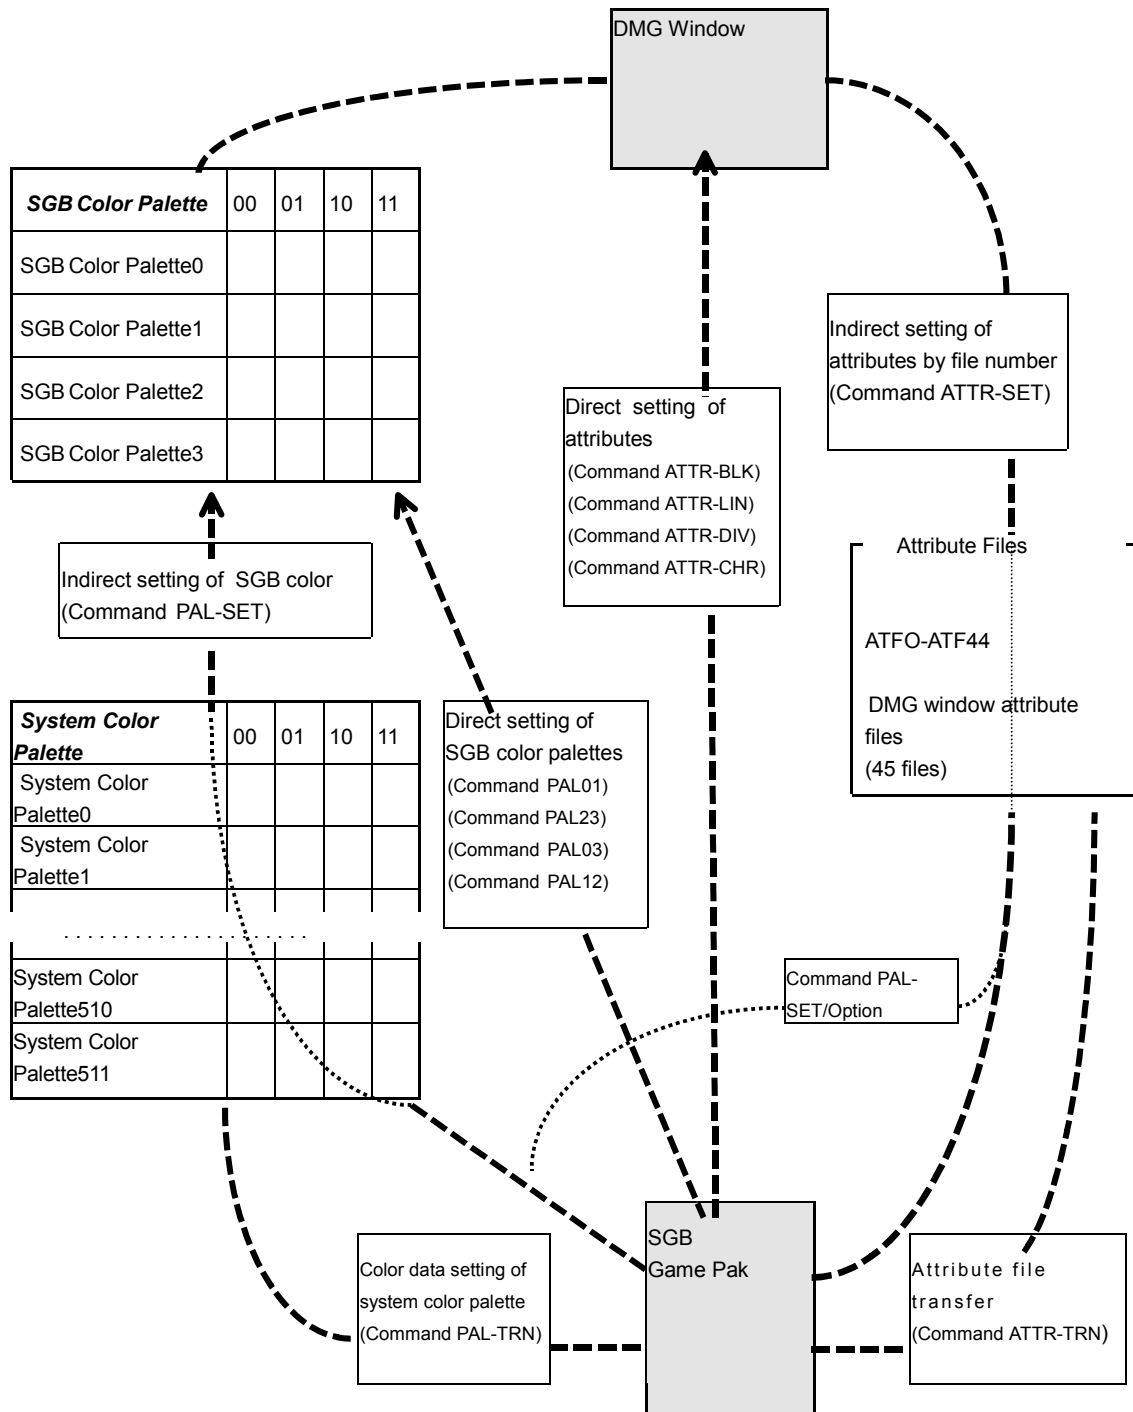 DMG Window
SGB Color Palette 00 01 10 11
SGB Color Palette0
SGB Color Palette1
SGB Color Palette2
SGB Color Palette3
Indirect setting of
attributes by file number
(Command ATTR-SET)
Direct setting of
attributes
(Command ATTR-BLK)
(Command ATTR-LIN)
(Command ATTR-DIV)
(Command ATTR-CHR)
Indirect setting of SGB color
(Command PAL-SET)
Attribute Files
ATFO-ATF44
DMG window attribute
files
(45 files)
System Color
Palette 00 01 10 11
System Color
Palette0
System Color
Palette1
. . . . . . . . . . . . . . . . . . . .
System Color
Palette510
System Color
Palette511
Direct setting of
SGB color palettes
(Command PAL01)
(Command PAL23)
(Command PAL03)
(Command PAL12)
Command PAL-
SET/Option
Color data setting of
system color palette
(Command PAL-TRN)
SGB
Game Pak
Attribute file
transfer
(Command ATTR-TRN)